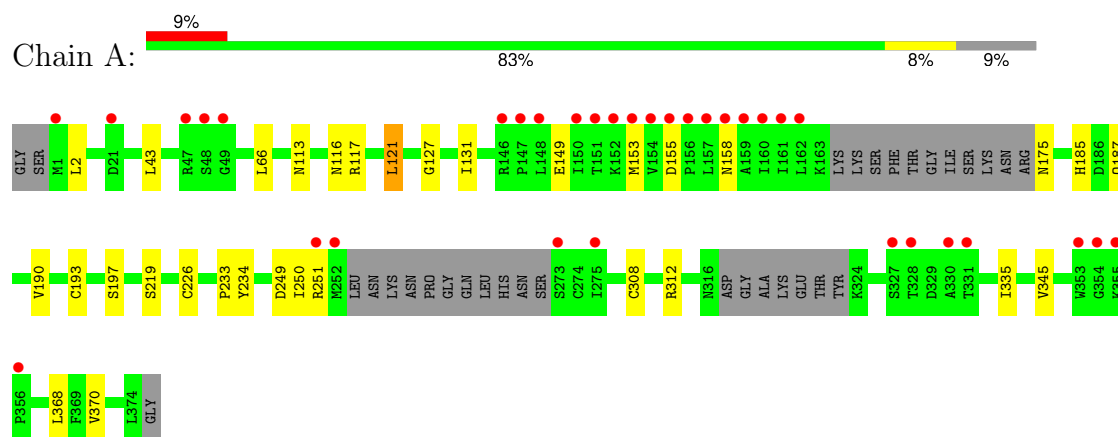 9%
Chain A:
83% 8% 9%
GLY SER M1 L2 D21 L43 R47 S48 G49 L66 N113 N116 R117 L121 G127 I131 R146 P147 L148 E149 I150 T151 K152 M153 V154 D155 P156 L157 N158 A159 I160 I161 L162 K163 LYS LYS SER PHE THR GLY ILE SER LYS ASN ARG N175 H185 D186 Q187
V190 C193 S197 S219 C226 P233 Y234 D249 I250 R251 M252 LEU ASN LYS ASN PRO GLY GLN LEU HIS ASN SER S273 C274 I275 C308 R312 N316 ASP GLY ALA LYS GLU THR TYR K324 S327 T328 D329 A330 T331 I335 V345 W353 G354 K355
P356 L368 F369 V370 L374 GLY